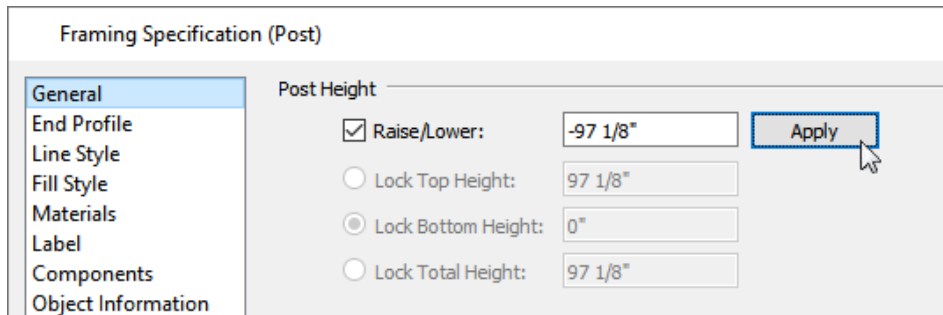 Framing Specification (Post)
General
End Profile
Line Style
Fill Style
Materials
Label
Components
Object Information
Post Height
Raise/Lower: -97 1/8" Apply
Lock Top Height: 97 1/8"
Lock Bottom Height: 0"
Lock Total Height: 97 1/8"